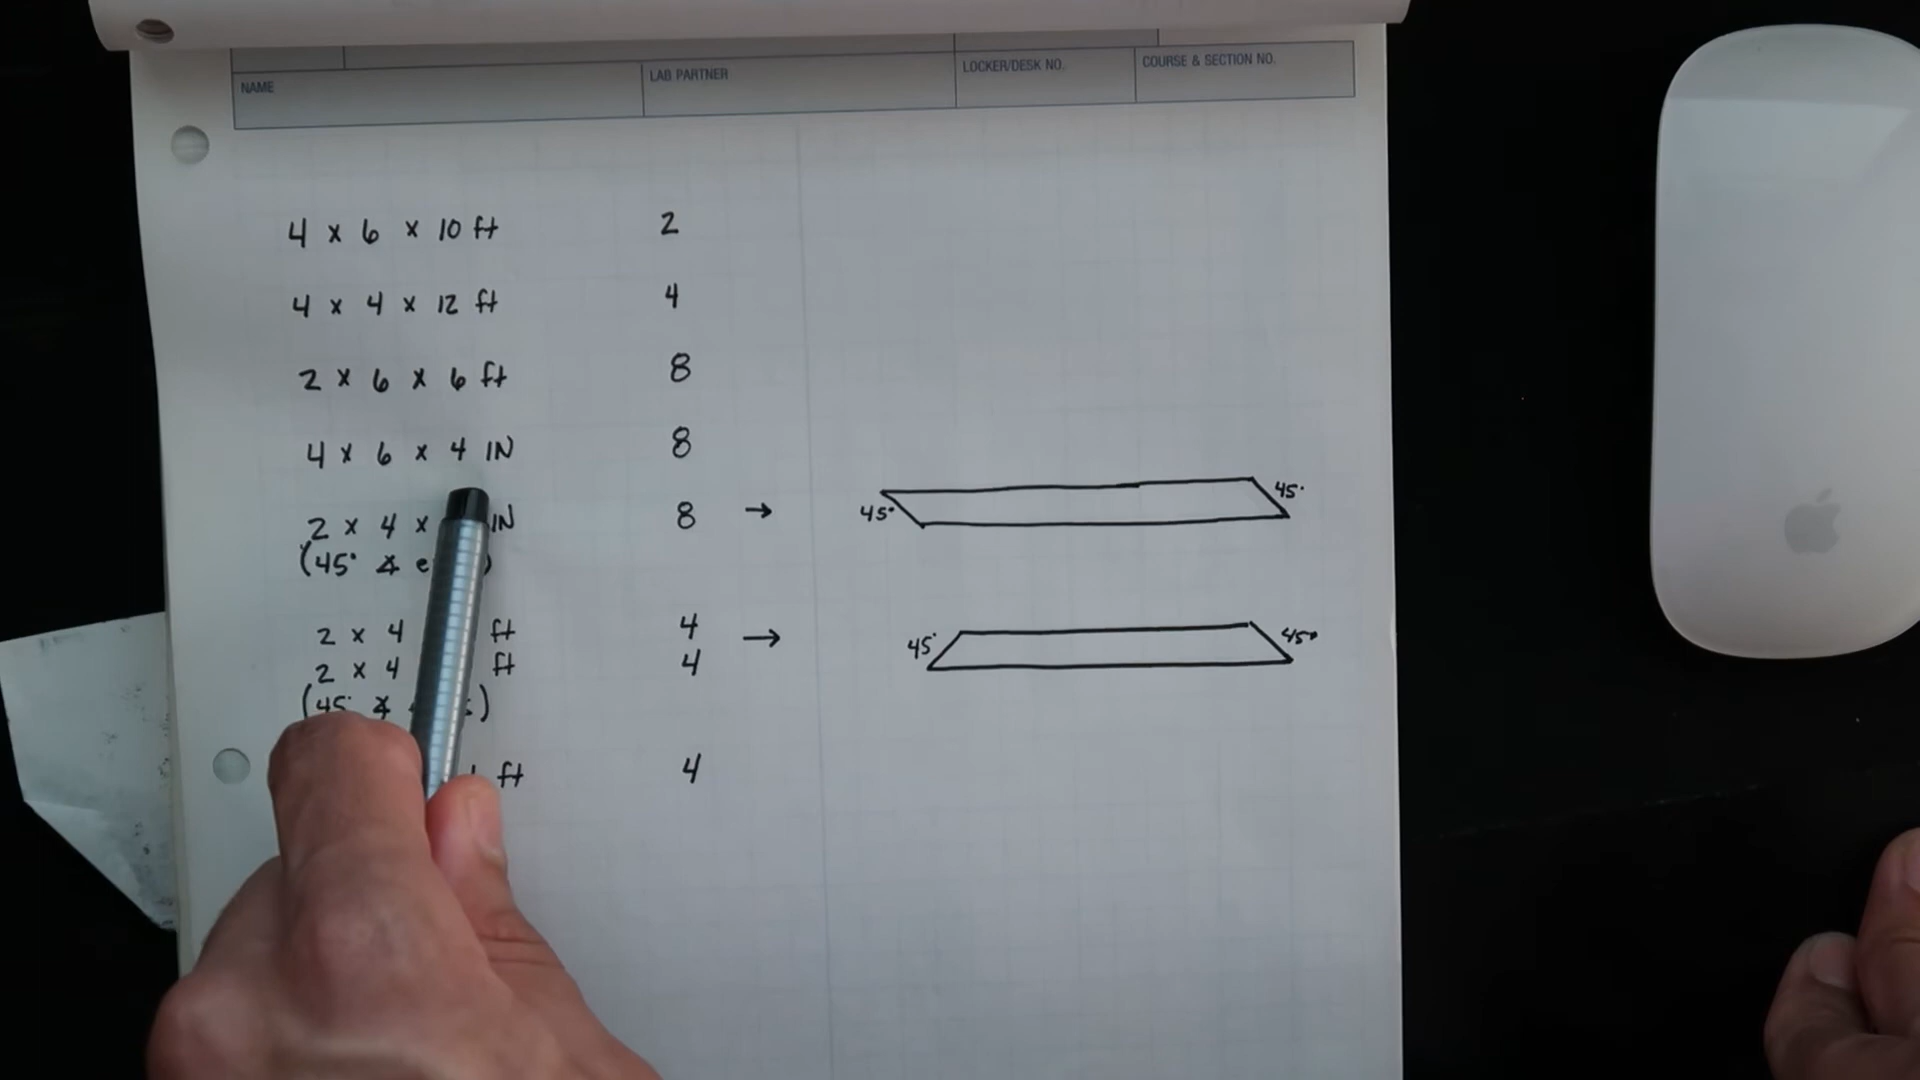 NAME LAB PARTNER LOCKER/DESK NO. COURSE & SECTION NO.
4 x 6 x 10 ft 2
4 x 4 x 12 ft 4
2 x 6 x 6 ft 8
4 x 6 x 4 IN 8
2 x 4 x IN 8 → 45° 45°
(45° ∡
2 x 4 ft 4 → 45° 45°
2 x 4 ft 4
(45° ∡
ft 4